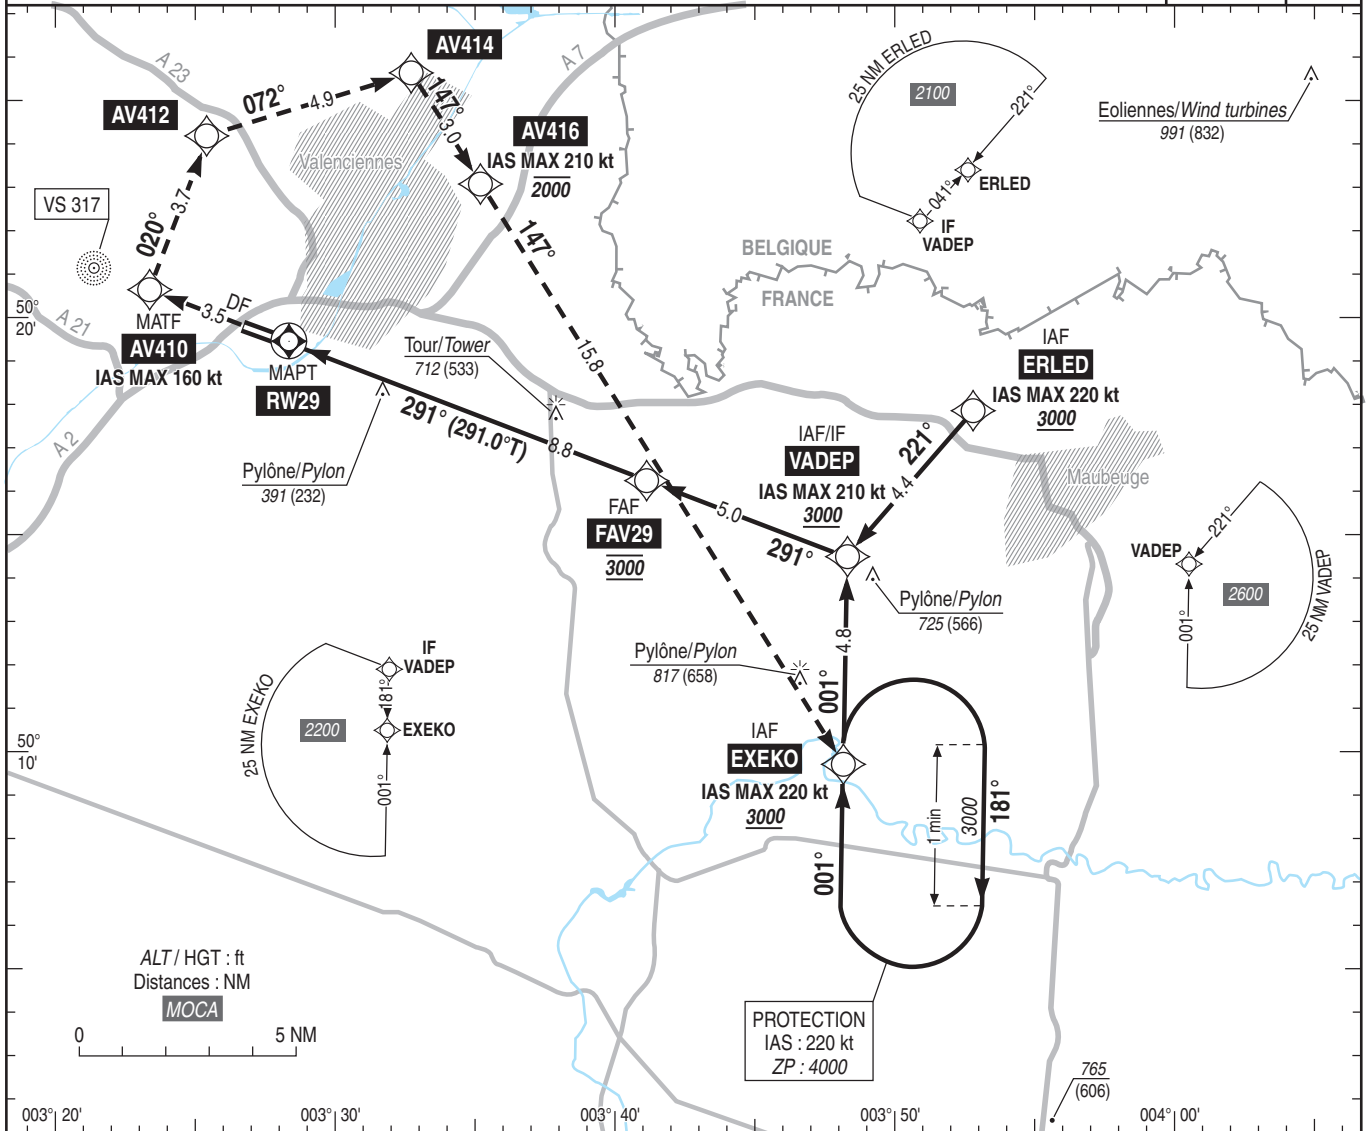 AV414
A 23
A 7
072°
4.9
AV412
147°
3.0
AV416
IAS MAX 210 kt
2000
Valenciennes
VS 317
3.7
020°
147°
25 NM ERLED
2100
221°
041°
ERLED
IF
VADEP
Eoliennes/Wind turbines
991 (832)
BELGIQUE
FRANCE
50°
20'
A 21
DF
3.5
MATF
AV410
IAS MAX 160 kt
MAPT
RW29
A 2
Tour/Tower
712 (533)
15.8
291° (291.0°T)
8.8
Pylône/Pylon
391 (232)
IAF
ERLED
IAS MAX 220 kt
3000
221°
4.4
IAF/IF
VADEP
IAS MAX 210 kt
3000
Maubeuge
5.0
291°
FAF
FAV29
3000
VADEP
221°
001°
2600
25 NM VADEP
Pylône/Pylon
725 (566)
4.8
001°
Pylône/Pylon
817 (658)
IF
VADEP
181°
EXEKO
001°
2200
25 NM EXEKO
50°
10'
IAF
EXEKO
IAS MAX 220 kt
3000
001°
1 min
3000
181°
ALT / HGT : ft
Distances : NM
MOCA
0 5 NM
PROTECTION
IAS : 220 kt
ZP : 4000
765
(606)
003° 20' 003° 30' 003° 40' 003° 50' 004° 00'